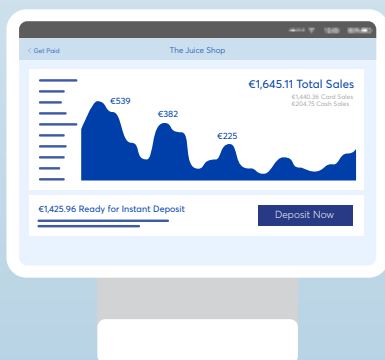 < Get Paid
The Juice Shop
€1,645.11 Total Sales
€1,440.36 Card Sales
€204.75 Cash Sales
€539
€382
€225
€1,425.96 Ready for Instant Deposit
Deposit Now